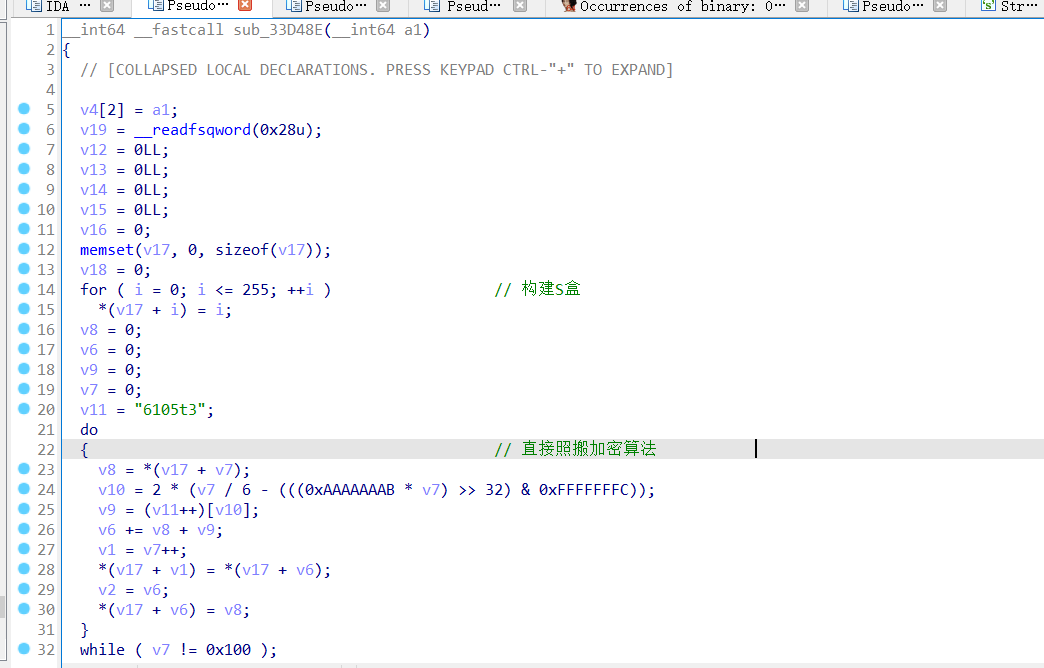 IDA ··· Pseudo··· Pseudo··· Pseud··· Occurrences of binary: 0··· Pseudo··· Str···
1 __int64 __fastcall sub_33D48E(__int64 a1)
2 {
3 // [COLLAPSED LOCAL DECLARATIONS. PRESS KEYPAD CTRL-"+" TO EXPAND]
4
5 v4[2] = a1;
6 v19 = __readfsqword(0x28u);
7 v12 = 0LL;
8 v13 = 0LL;
9 v14 = 0LL;
10 v15 = 0LL;
11 v16 = 0;
12 memset(v17, 0, sizeof(v17));
13 v18 = 0;
14 for ( i = 0; i <= 255; ++i ) // 构建S盒
15 *(v17 + i) = i;
16 v8 = 0;
17 v6 = 0;
18 v9 = 0;
19 v7 = 0;
20 v11 = "6105t3";
21 do
22 { // 直接照搬加密算法
23 v8 = *(v17 + v7);
24 v10 = 2 * (v7 / 6 - (((0xAAAAAAAB * v7) >> 32) & 0xFFFFFFFC));
25 v9 = (v11++)[v10];
26 v6 += v8 + v9;
27 v1 = v7++;
28 *(v17 + v1) = *(v17 + v6);
29 v2 = v6;
30 *(v17 + v6) = v8;
31 }
32 while ( v7 != 0x100 );